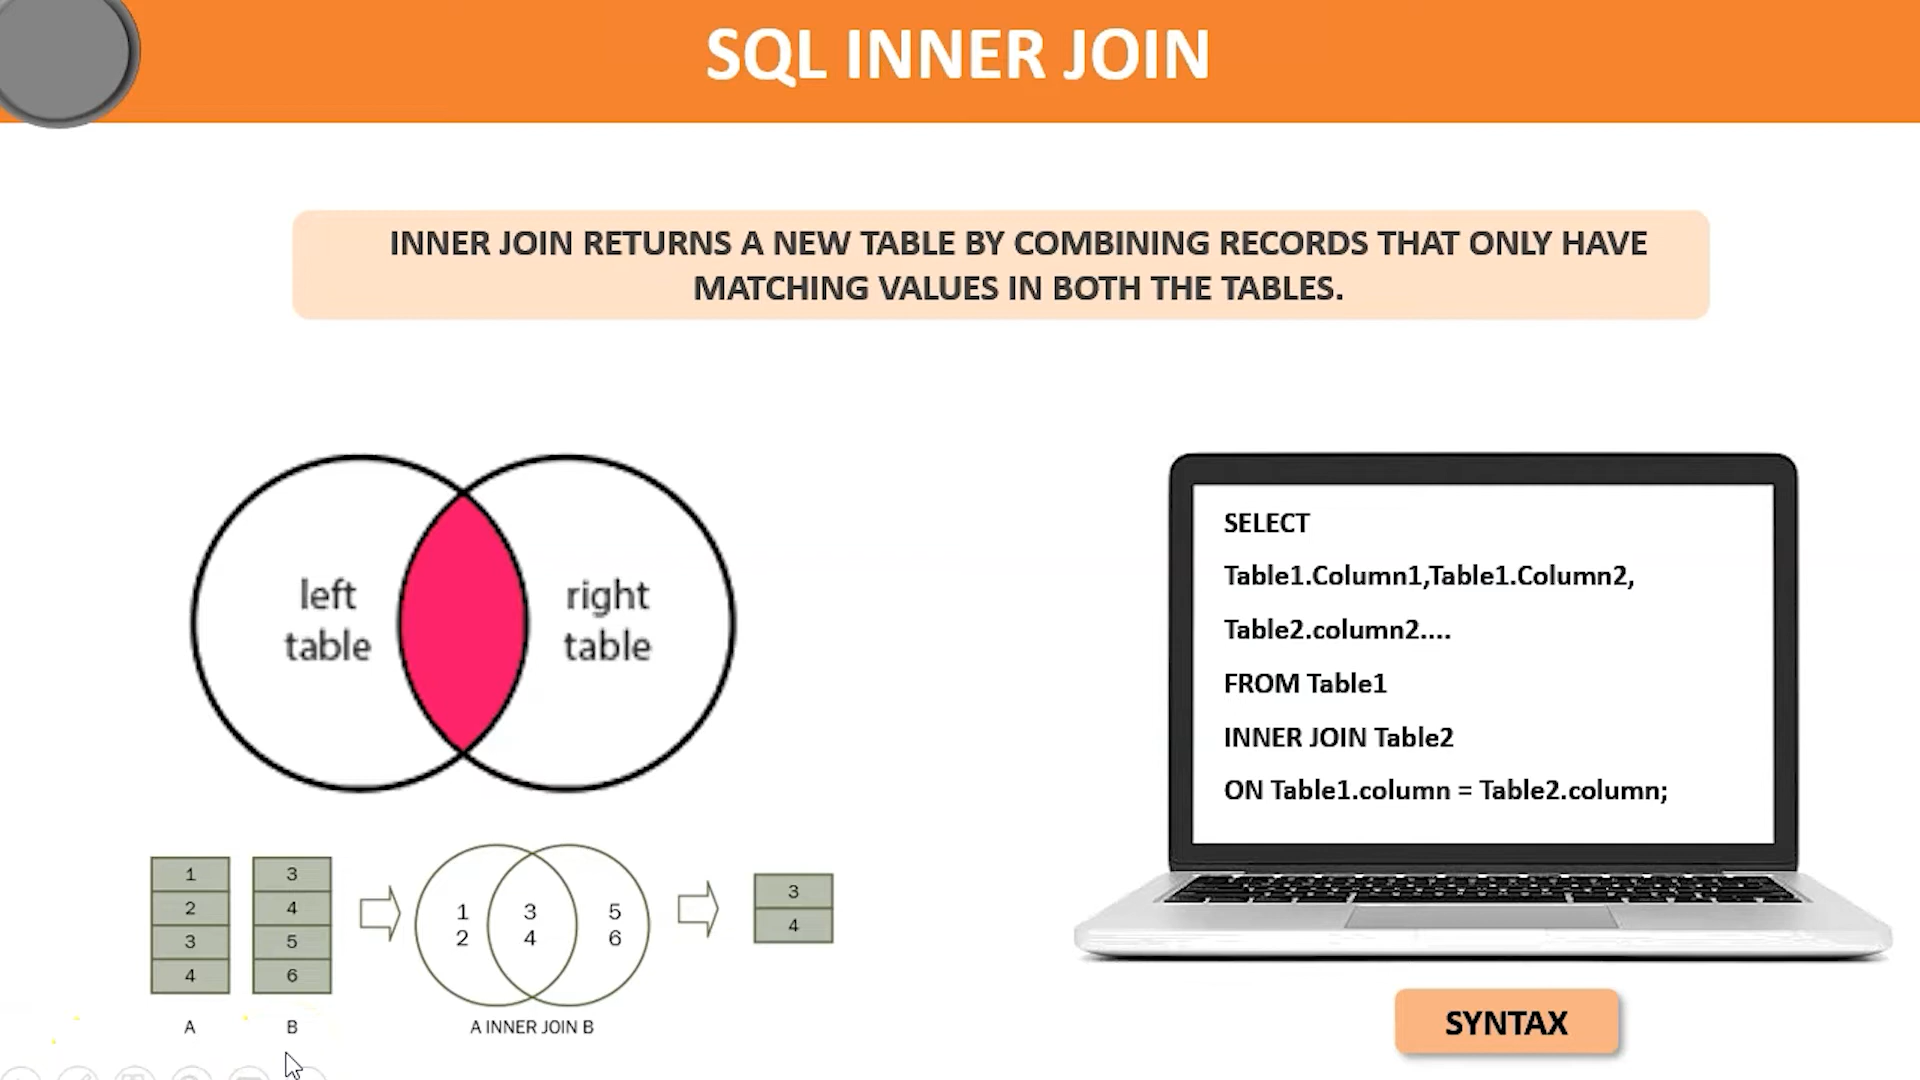 SQL INNER JOIN
INNER JOIN RETURNS A NEW TABLE BY COMBINING RECORDS THAT ONLY HAVE
MATCHING VALUES IN BOTH THE TABLES.
left
table
right
table
SELECT
Table1.Column1,Table1.Column2,
Table2.column2....
FROM Table1
INNER JOIN Table2
ON Table1.column = Table2.column;
SYNTAX
1
2
3
4
A
3
4
5
6
B
1
2
3
4
5
6
A INNER JOIN B
3
4